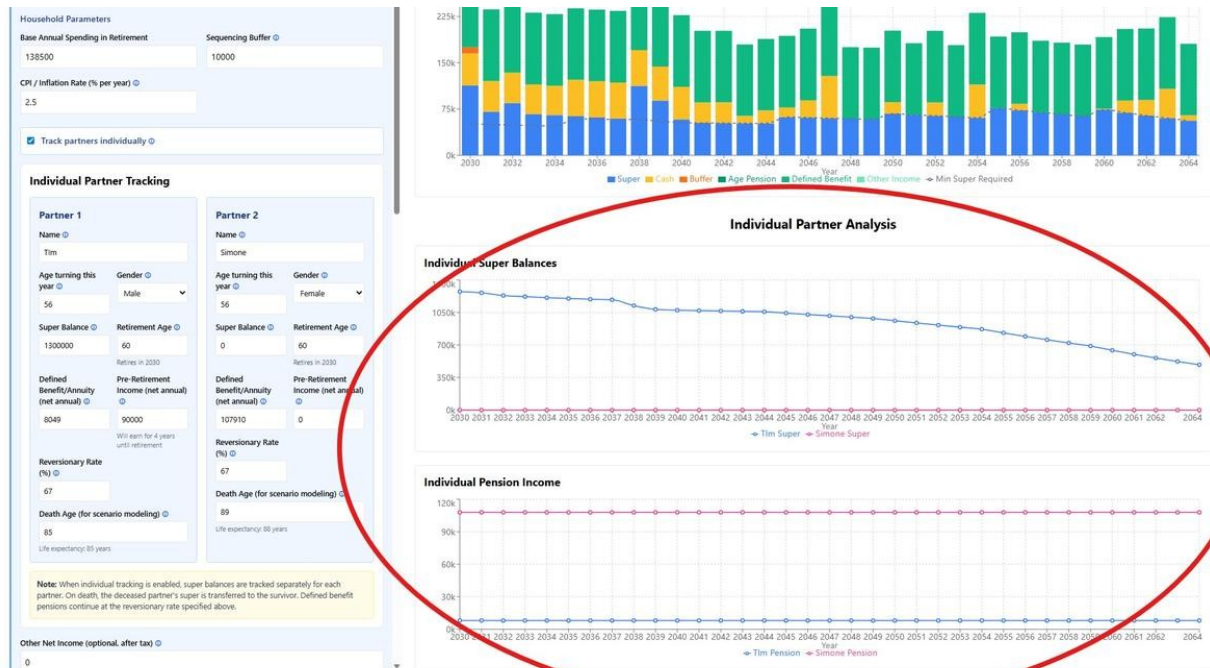 Household Parameters
Base Annual Spending in Retirement
Sequencing Buffer
138500
10000
CPI / Inflation Rate (% per year)
2.5
Track partners individually
Individual Partner Tracking
Partner 1
Name
TIm
Age turning this year
56
Gender
Male
Super Balance
1300000
Retirement Age
60
Retires in 2030
Defined Benefit/Annuity (net annual)
8049
Pre-Retirement Income (net annual)
90000
Will earn for 4 years until retirement
Reversionary Rate (%)
67
Death Age (for scenario modeling)
85
Life expectancy: 85 years
Partner 2
Name
Simone
Age turning this year
56
Gender
Female
Super Balance
0
Retirement Age
60
Retires in 2030
Defined Benefit/Annuity (net annual)
107910
Pre-Retirement Income (net annual)
0
Reversionary Rate (%)
67
Death Age (for scenario modeling)
89
Life expectancy: 88 years
Note: When individual tracking is enabled, super balances are tracked separately for each
partner. On death, the deceased partner's super is transferred to the survivor. Defined benefit
pensions continue at the reversionary rate specified above.
Other Net Income (optional, after tax)
0
225k
150k
75k
0k
2030 2032 2034 2036 2038 2040 2042 2044 2046 2048 2050 2052 2054 2056 2058 2060 2062 2064
Year
Super Cash Buffer Age Pension Defined Benefit Other Income Min Super Required
Individual Partner Analysis
Individual Super Balances
1050k
700k
350k
0k
2030 2031 2032 2033 2034 2035 2036 2037 2038 2039 2040 2041 2042 2043 2044 2045 2046 2047 2048 2049 2050 2051 2052 2053 2054 2055 2056 2057 2058 2059 2060 2061 2062 2064
Year
TIm Super Simone Super
Individual Pension Income
120k
90k
60k
30k
0k
2030 2031 2032 2033 2034 2035 2036 2037 2038 2039 2040 2041 2042 2043 2044 2045 2046 2047 2048 2049 2050 2051 2052 2053 2054 2055 2056 2057 2058 2059 2060 2061 2062 2064
Year
TIm Pension Simone Pension